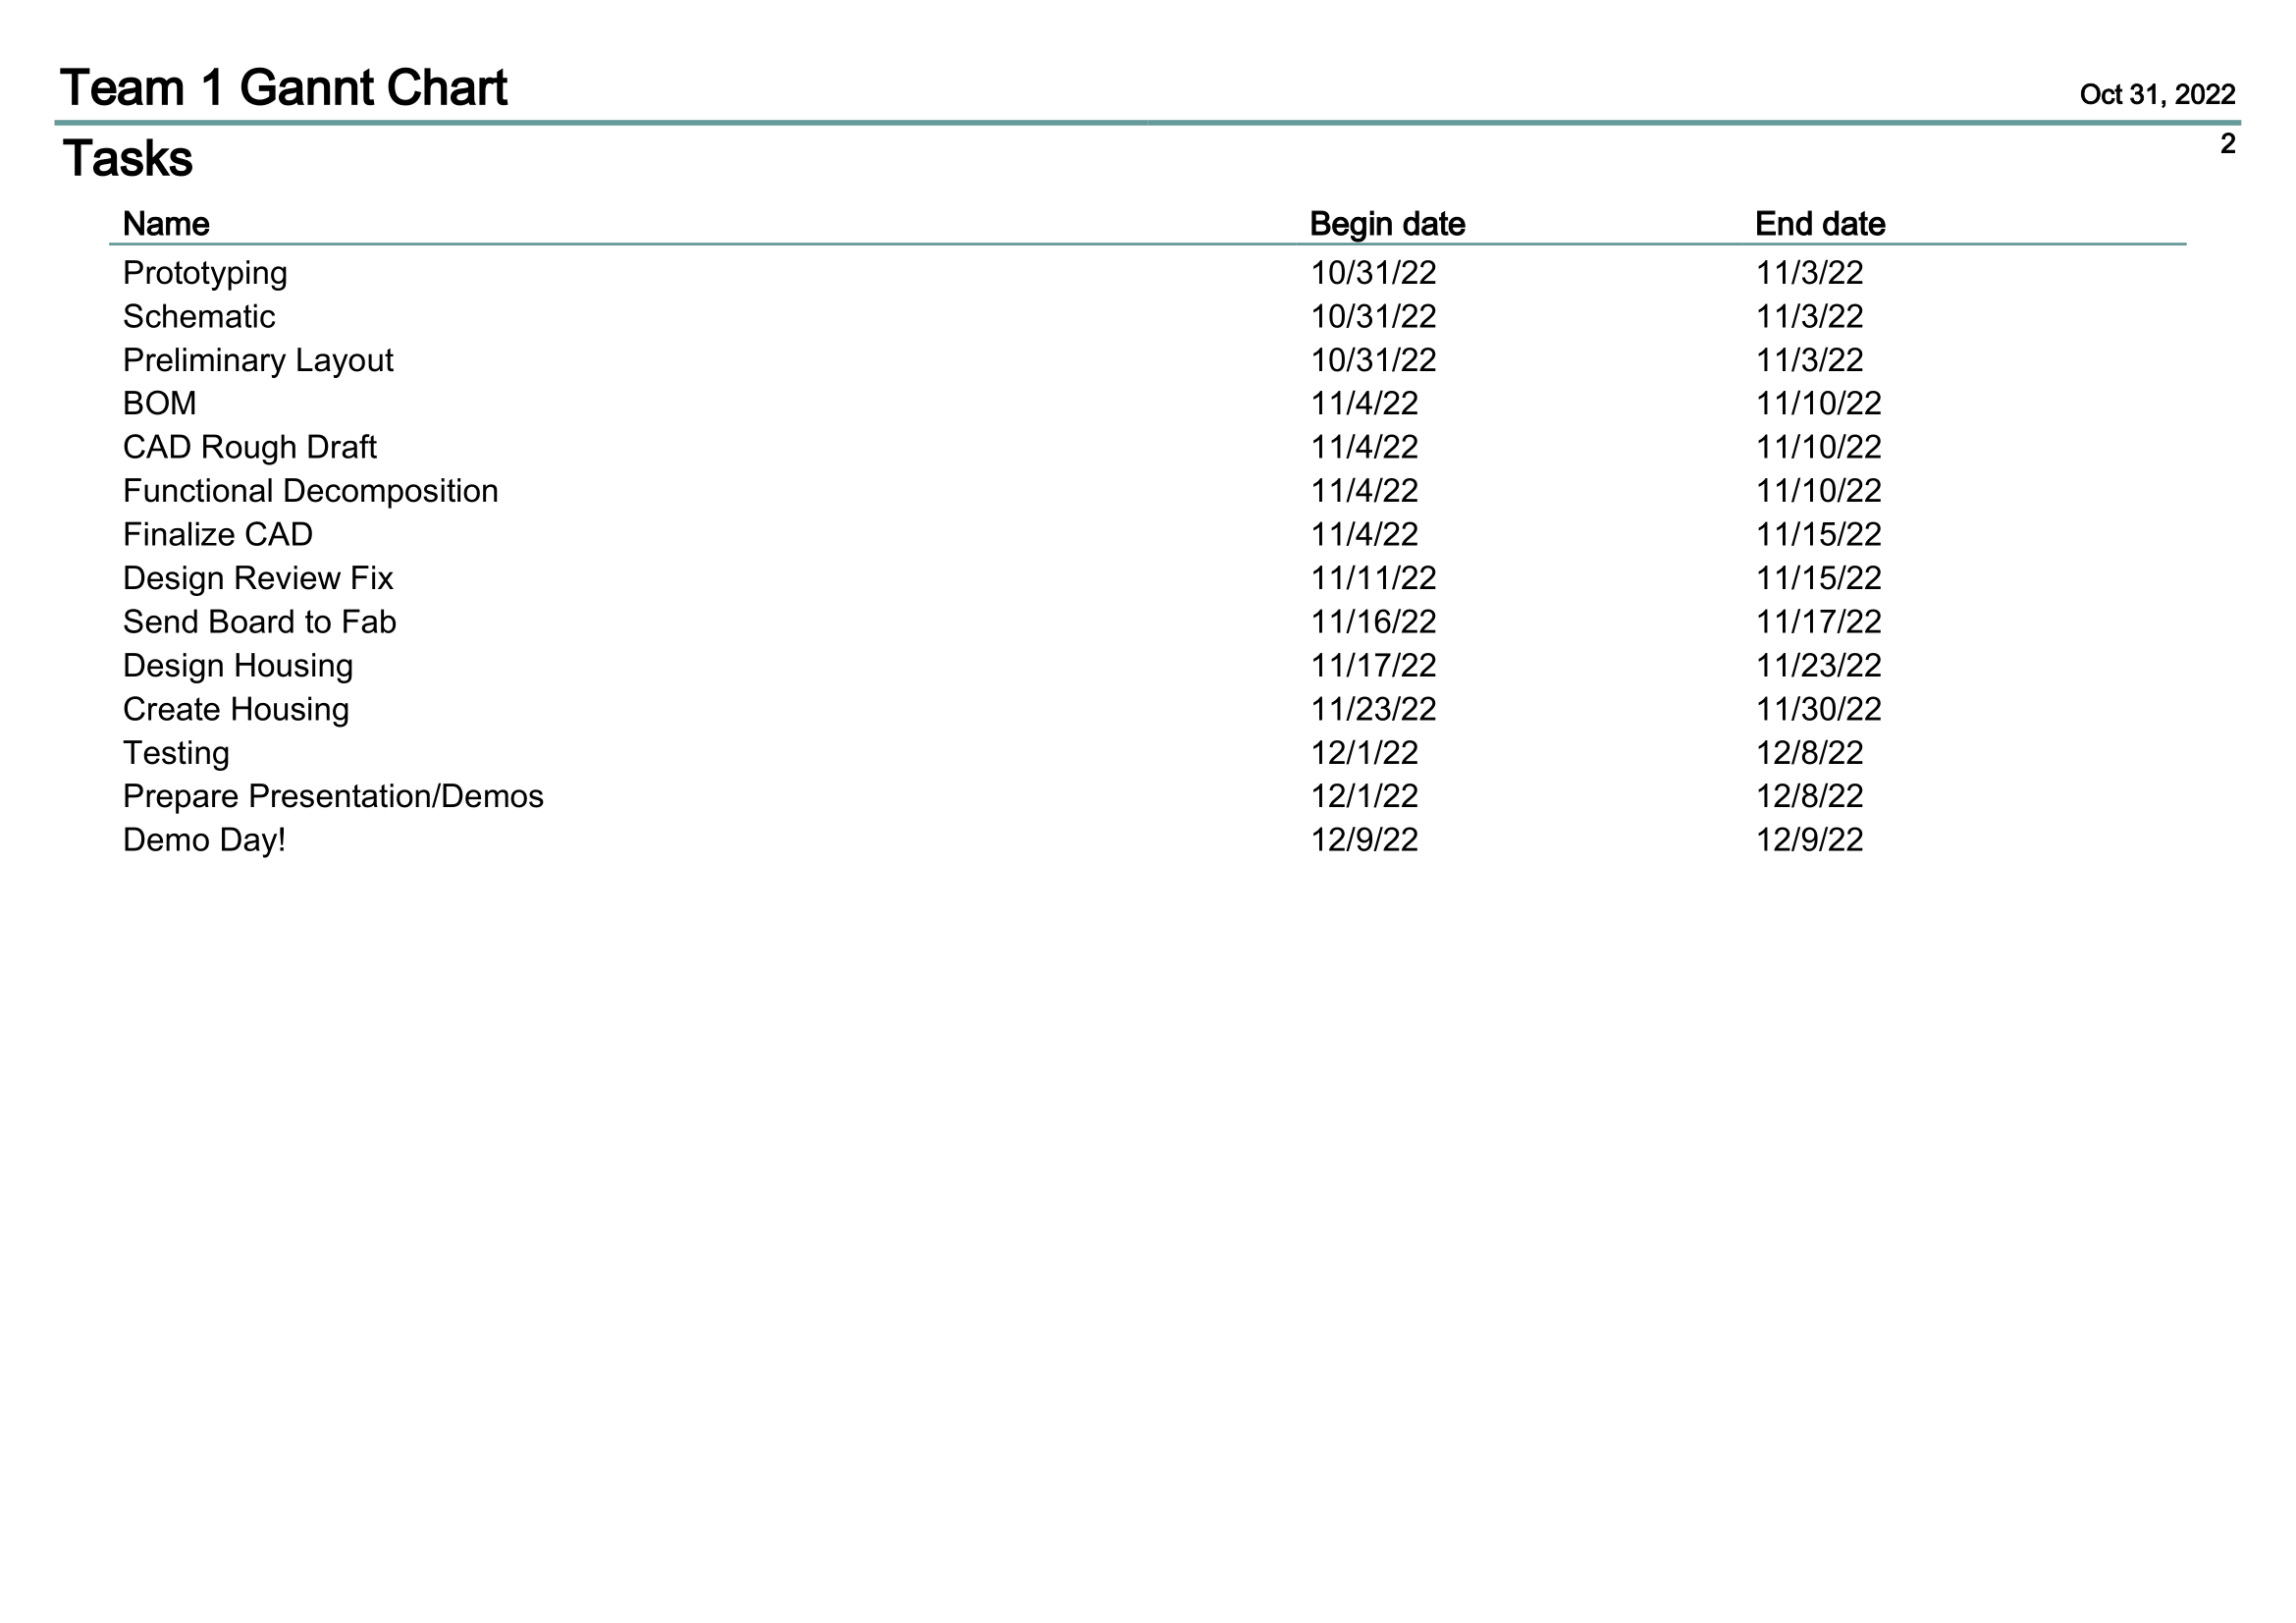 Team 1 Gannt Chart Oct 31, 2022
Tasks 2
Name Begin date End date
Prototyping 10/31/22 11/3/22
Schematic 10/31/22 11/3/22
Preliminary Layout 10/31/22 11/3/22
BOM 11/4/22 11/10/22
CAD Rough Draft 11/4/22 11/10/22
Functional Decomposition 11/4/22 11/10/22
Finalize CAD 11/4/22 11/15/22
Design Review Fix 11/11/22 11/15/22
Send Board to Fab 11/16/22 11/17/22
Design Housing 11/17/22 11/23/22
Create Housing 11/23/22 11/30/22
Testing 12/1/22 12/8/22
Prepare Presentation/Demos 12/1/22 12/8/22
Demo Day! 12/9/22 12/9/22